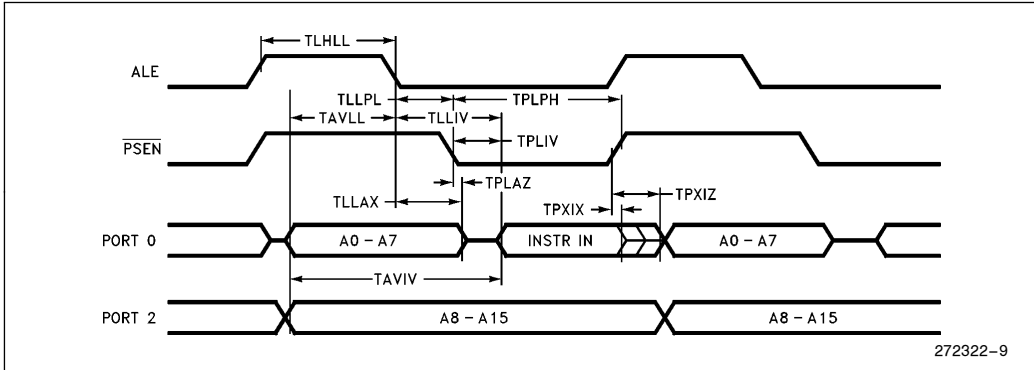 TLHLL
ALE
TLLPL
TPLPH
TAVLL
TLLIV
PSEN
TPLIV
TPLAZ
TLLAX
TPXIZ
TPXIX
PORT 0
A0 – A7
INSTR IN
A0 – A7
TAVIV
PORT 2
A8 – A15
A8 – A15
272322–9